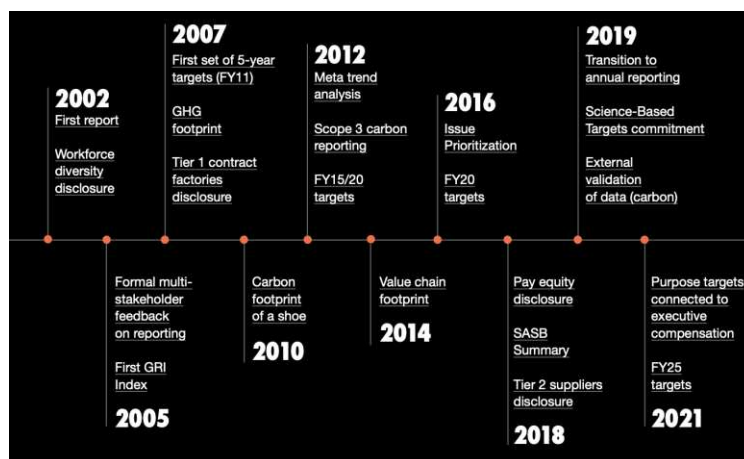 2002
First report
Workforce
diversity
disclosure
2007
First set of 5-year
targets (FY11)
GHG
footprint
Tier 1 contract
factories
disclosure
2012
Meta trend
analysis
Scope 3 carbon
reporting
FY15/20
targets
2016
Issue
Prioritization
FY20
targets
2019
Transition to
annual reporting
Science-Based
Targets commitment
External
validation
of data (carbon)
Formal multi-
stakeholder
feedback
on reporting
First GRI
Index
2005
Carbon
footprint
of a shoe
2010
Value chain
footprint
2014
Pay equity
disclosure
SASB
Summary
Tier 2 suppliers
disclosure
2018
Purpose targets
connected to
executive
compensation
FY25
targets
2021